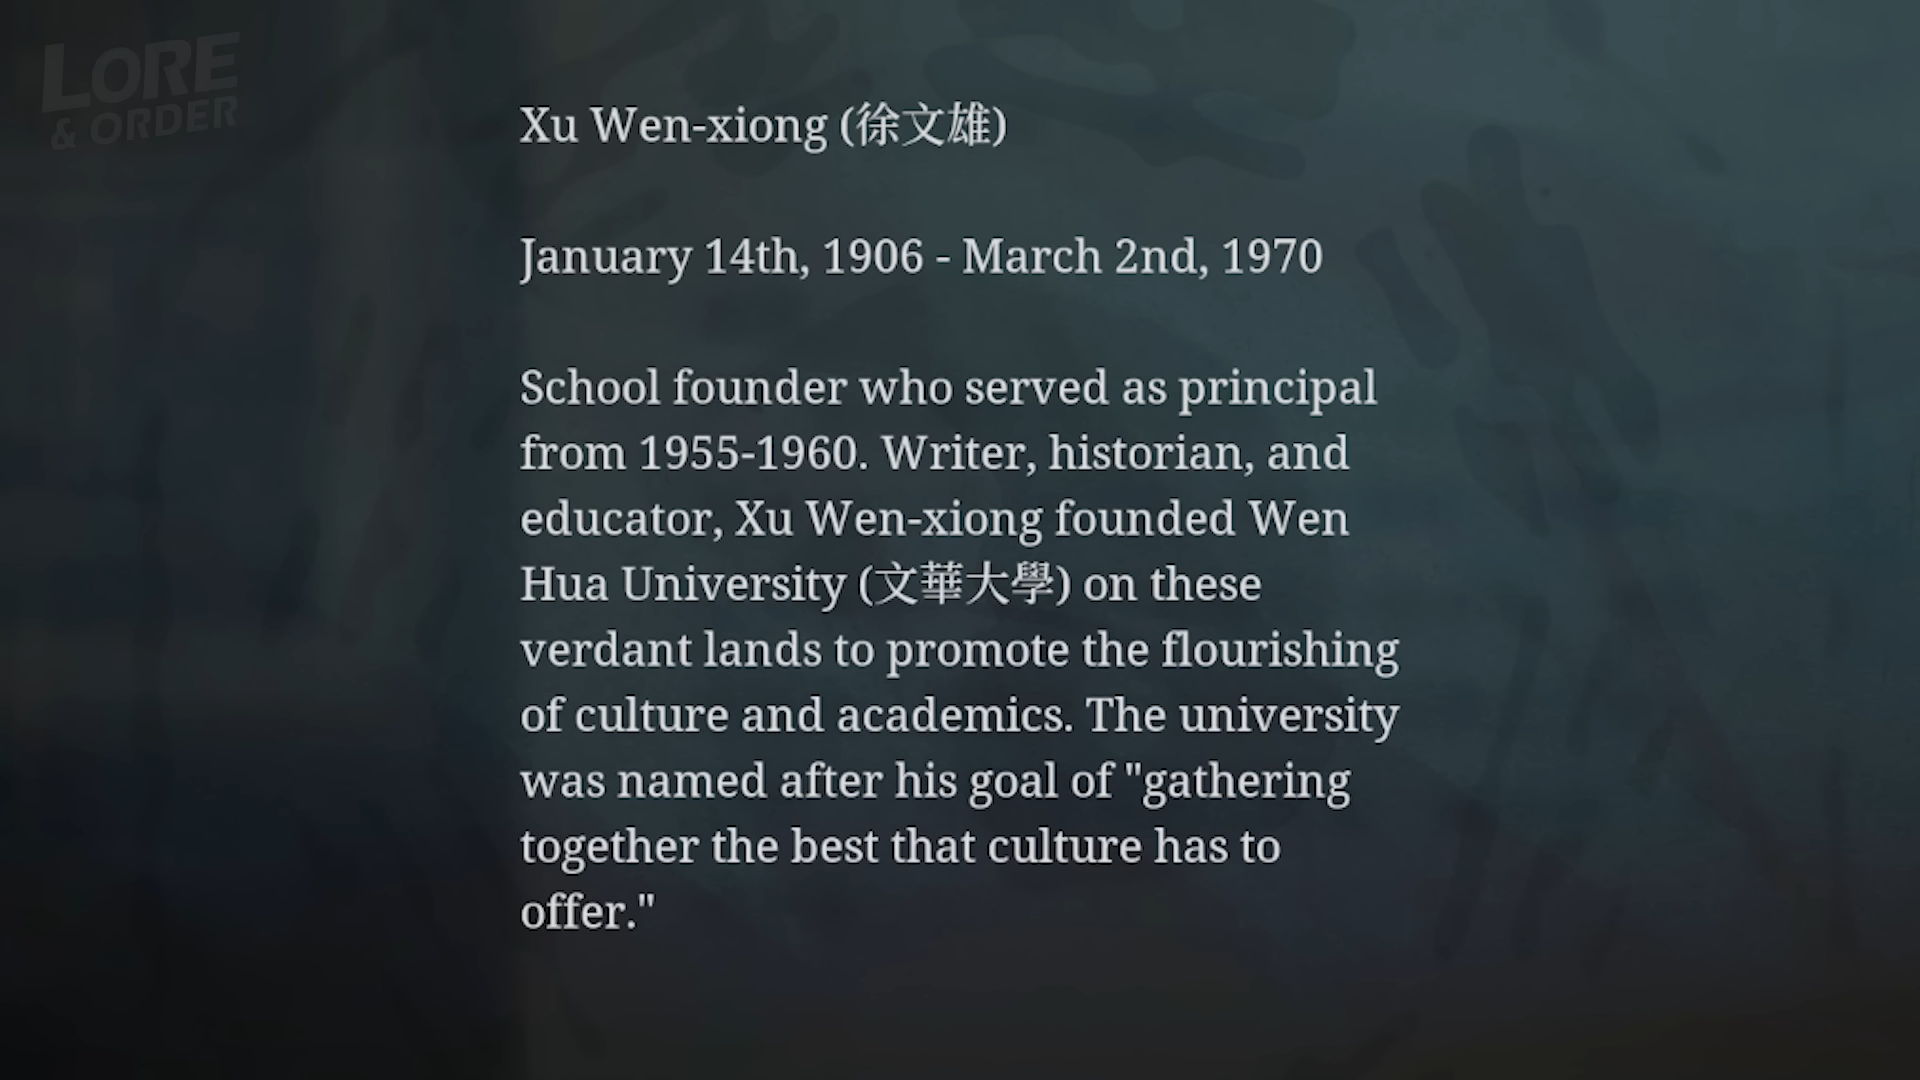 LORE
& ORDER
Xu Wen-xiong (徐文雄)
January 14th, 1906 - March 2nd, 1970
School founder who served as principal
from 1955-1960. Writer, historian, and
educator, Xu Wen-xiong founded Wen
Hua University (文華大學) on these
verdant lands to promote the flourishing
of culture and academics. The university
was named after his goal of "gathering
together the best that culture has to
offer."